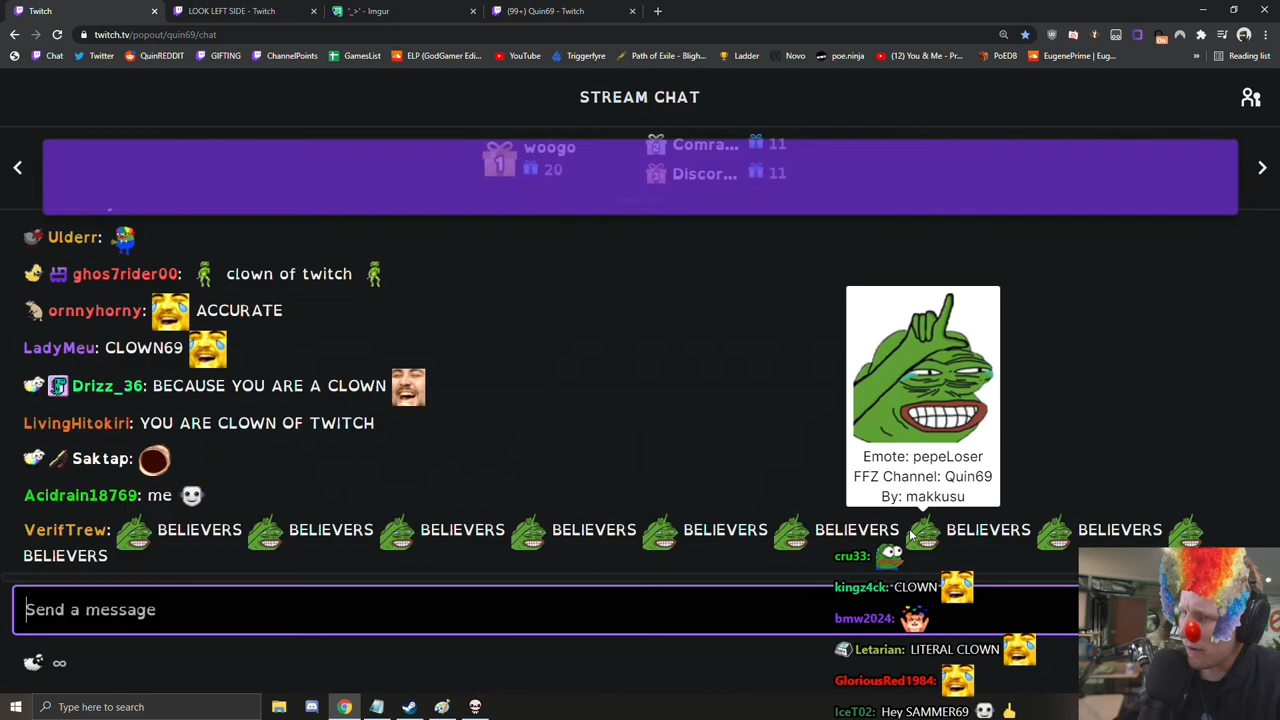 Twitch
LOOK LEFT SIDE - Twitch
'_>' - Imgur
(99+) Quin69 - Twitch
twitch.tv/popout/quin69/chat
Chat
Twitter
QuinREDDIT
GIFTING
ChannelPoints
GamesList
ELP (GodGamer Edi...
YouTube
Triggerfyre
Path of Exile - Bligh...
Ladder
Novo
poe.ninja
(12) You & Me - Pr...
PoEDB
EugenePrime | Eug...
Reading list
STREAM CHAT
1 woogo
20
2 Comra... 11
3 Discor... 11
Ulderr:
ghos7rider00: clown of twitch
ornnyhorny: ACCURATE
LadyMeu: CLOWN69
Drizz_36: BECAUSE YOU ARE A CLOWN
LivingHitokiri: YOU ARE CLOWN OF TWITCH
Saktap:
Acidrain18769: me
VerifTrew: BELIEVERS BELIEVERS BELIEVERS BELIEVERS BELIEVERS BELIEVERS BELIEVERS BELIEVERS
BELIEVERS
Emote: pepeLoser
FFZ Channel: Quin69
By: makkusu
cru33:
kingz4ck: CLOWN
bmw2024:
Letarian: LITERAL CLOWN
GloriousRed1984:
IceT02: Hey SAMMER69
Send a message
∞
Type here to search